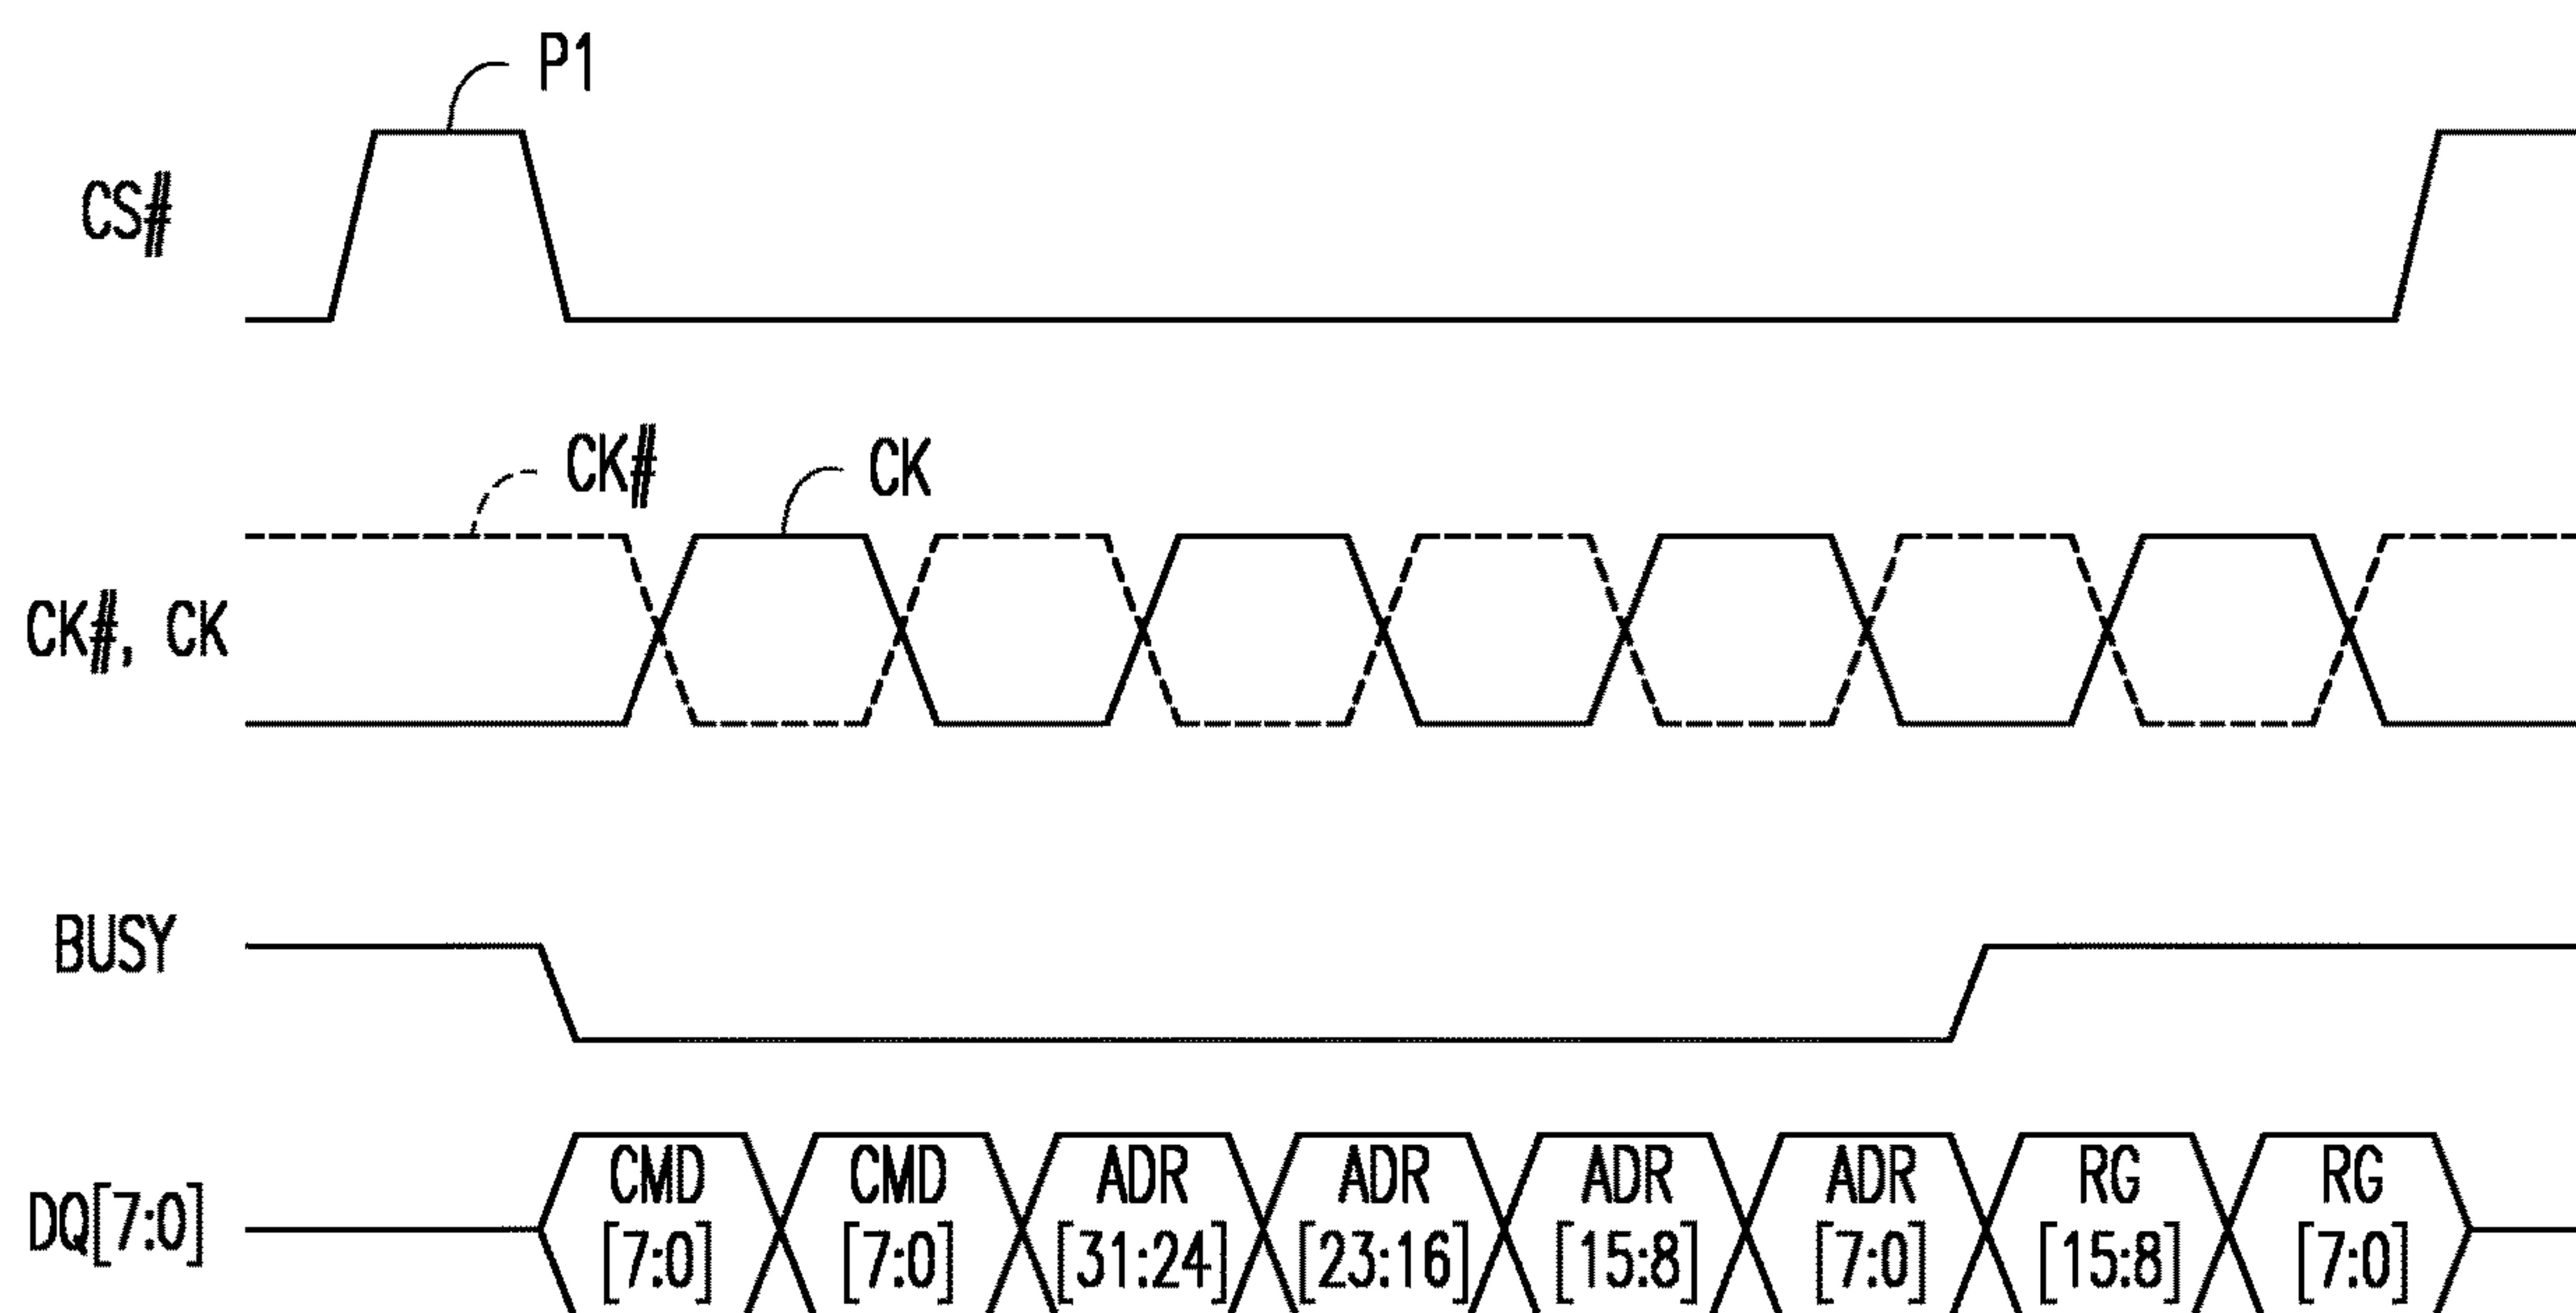 P1
CS#
CK#
CK
CK#, CK
BUSY
DQ[7:0]
CMD [7:0]
CMD [7:0]
ADR [31:24]
ADR [23:16]
ADR [15:8]
ADR [7:0]
RG [15:8]
RG [7:0]